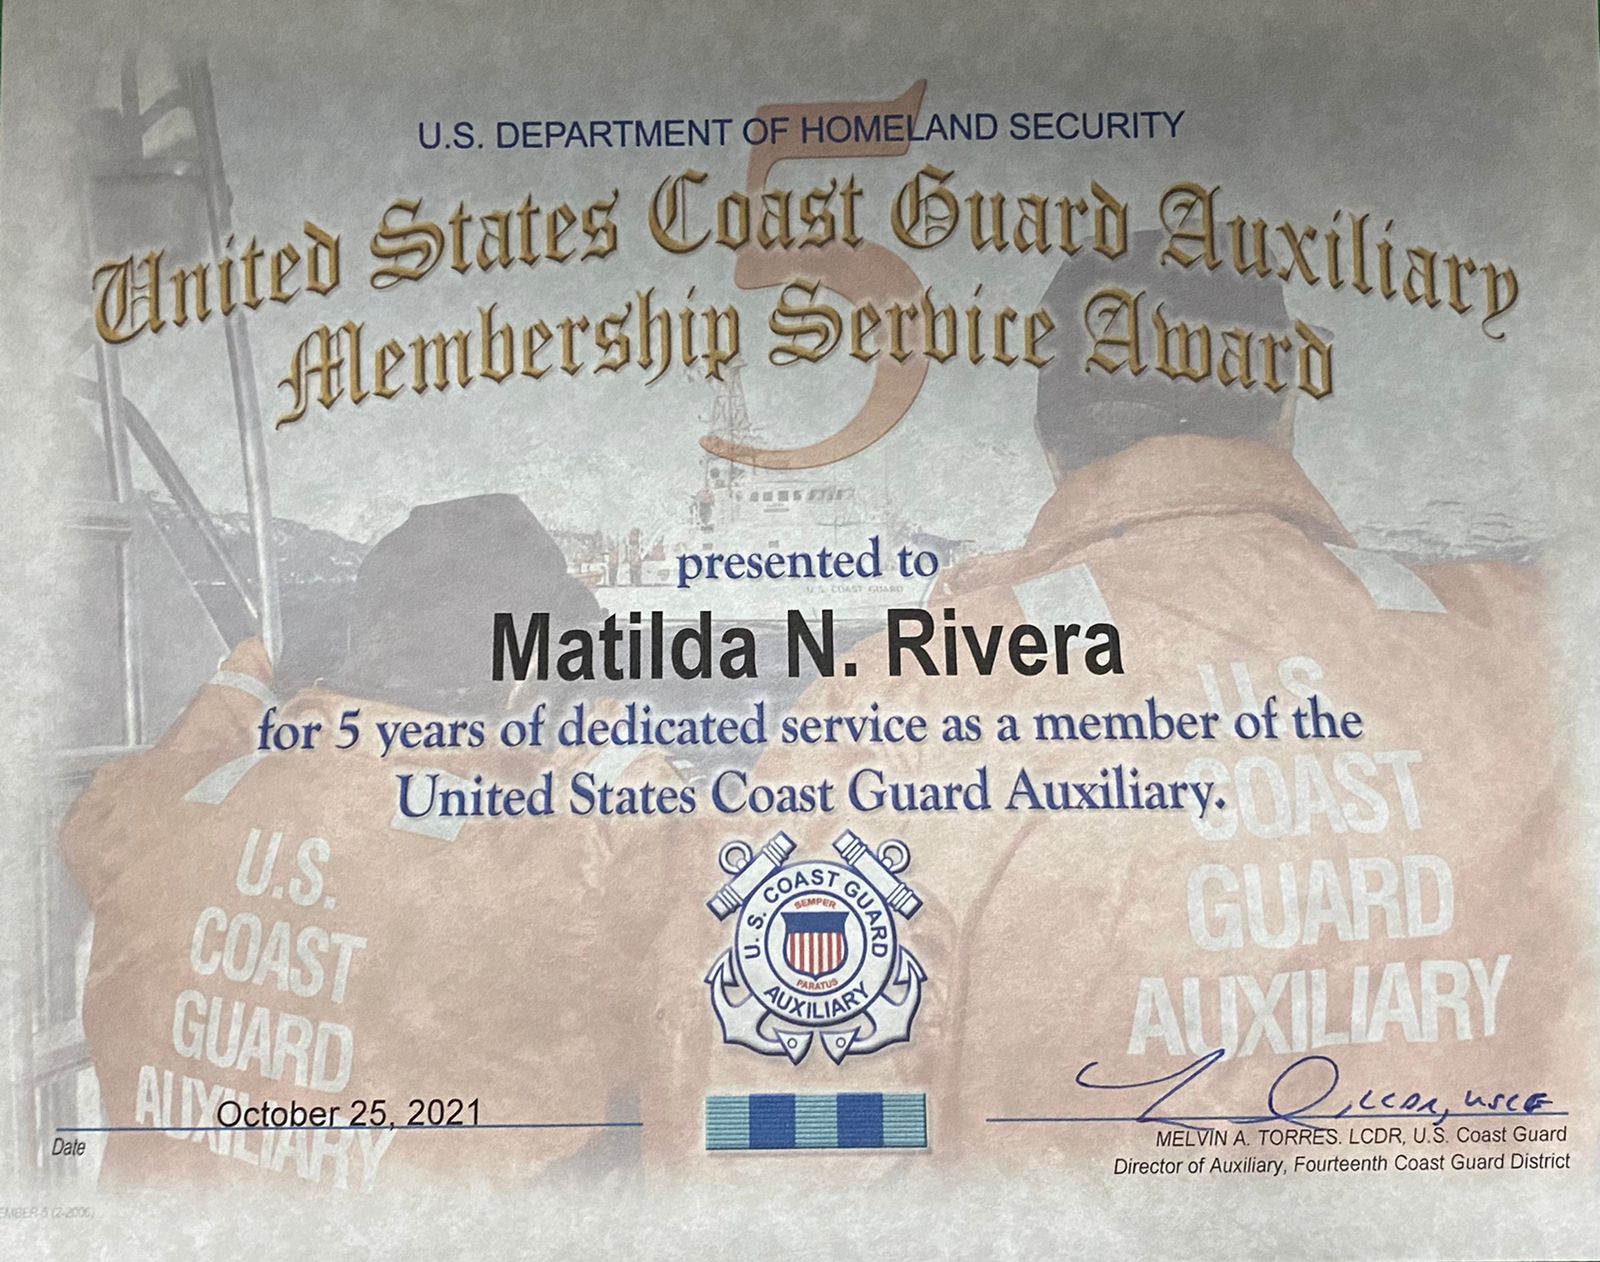 U.S. DEPARTMENT OF HOMELAND SECURITY
5
United States Coast Guard Auxiliary
Membership Service Award
U.S. COAST GUARD
presented to
Matilda N. Rivera
for 5 years of dedicated service as a member of the
United States Coast Guard Auxiliary.
U.S.
COAST
GUARD
AUXILIARY
U.S.
COAST
GUARD
AUXILIARY
U. S. COAST GUARD
SEMPER
PARATUS
AUXILIARY
October 25, 2021
Date
, LCDR, USCG
MELVIN A. TORRES. LCDR, U.S. Coast Guard
Director of Auxiliary, Fourteenth Coast Guard District